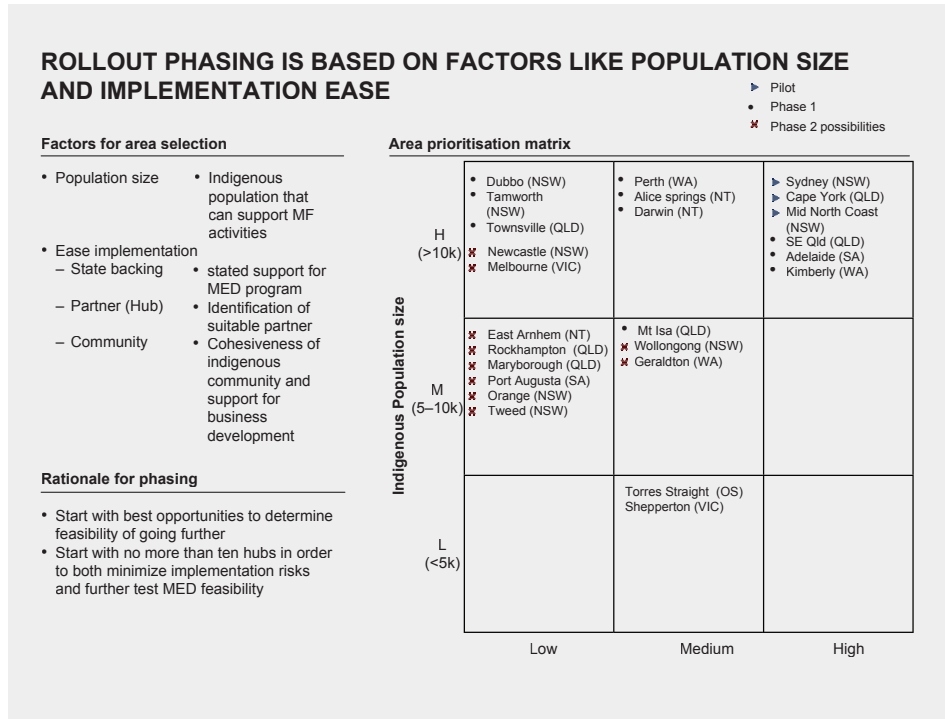 ROLLOUT PHASING IS BASED ON FACTORS LIKE POPULATION SIZE
AND IMPLEMENTATION EASE
Pilot
• Phase 1
Phase 2 possibilities
Factors for area selection
• Population size
• Indigenous
population that
can support MF
activities
• Ease implementation
– State backing
• stated support for
MED program
– Partner (Hub)
• Identification of
suitable partner
– Community
• Cohesiveness of
indigenous
community and
support for
business
development
Rationale for phasing
• Start with best opportunities to determine
feasibility of going further
• Start with no more than ten hubs in order
to both minimize implementation risks
and further test MED feasibility
Area prioritisation matrix
Indigenous Population size
H
(>10k)
• Dubbo (NSW)
• Tamworth
(NSW)
• Townsville (QLD)
Newcastle (NSW)
Melbourne (VIC)
• Perth (WA)
• Alice springs (NT)
• Darwin (NT)
Sydney (NSW)
Cape York (QLD)
Mid North Coast
(NSW)
• SE Qld (QLD)
• Adelaide (SA)
• Kimberly (WA)
M
(5–10k)
East Arnhem (NT)
Rockhampton (QLD)
Maryborough (QLD)
Port Augusta (SA)
Orange (NSW)
Tweed (NSW)
• Mt Isa (QLD)
Wollongong (NSW)
Geraldton (WA)
L
(<5k)
Torres Straight (OS)
Shepperton (VIC)
Low
Medium
High